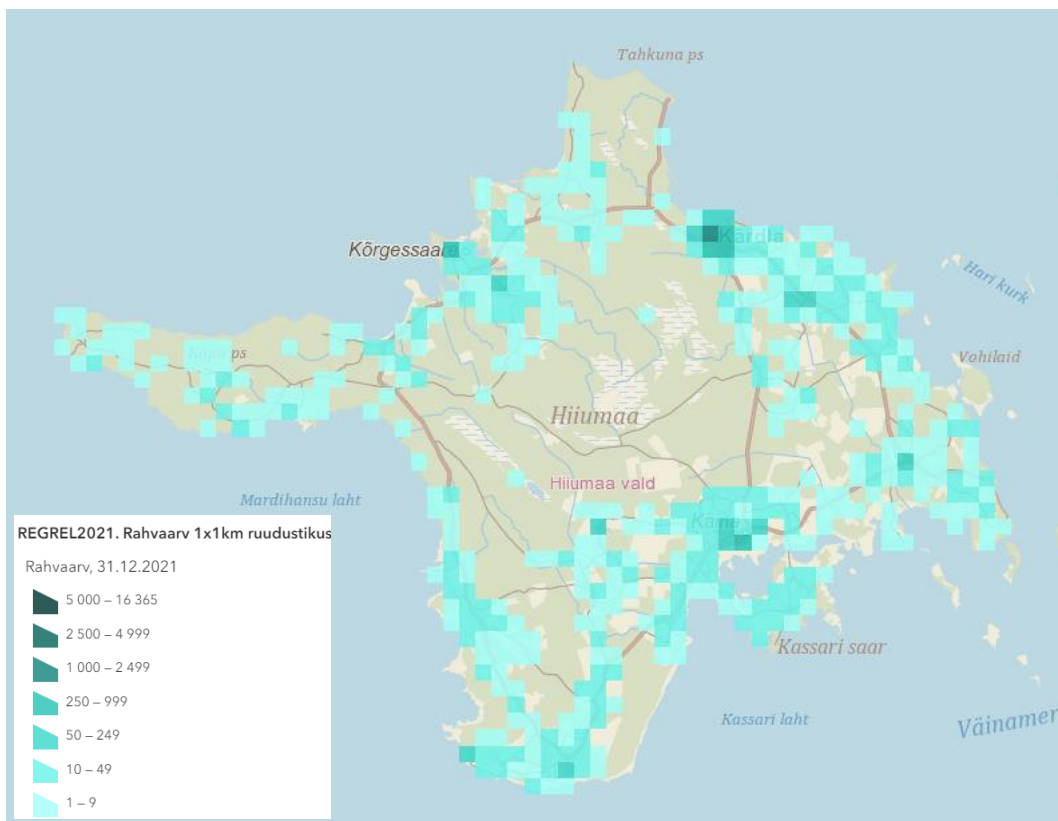 Tahkuna ps
Kõrgessaare
Kärdla
Hari kurk
Kõpu ps
Vohilaid
Hiiumaa
Hiiumaa vald
Mardihansu laht
Käina
Kassari saar
Kassari laht
Väinamer
REGREL2021. Rahvaarv 1x1km ruudustikus
Rahvaarv, 31.12.2021
5 000 – 16 365
2 500 – 4 999
1 000 – 2 499
250 – 999
50 – 249
10 – 49
1 – 9